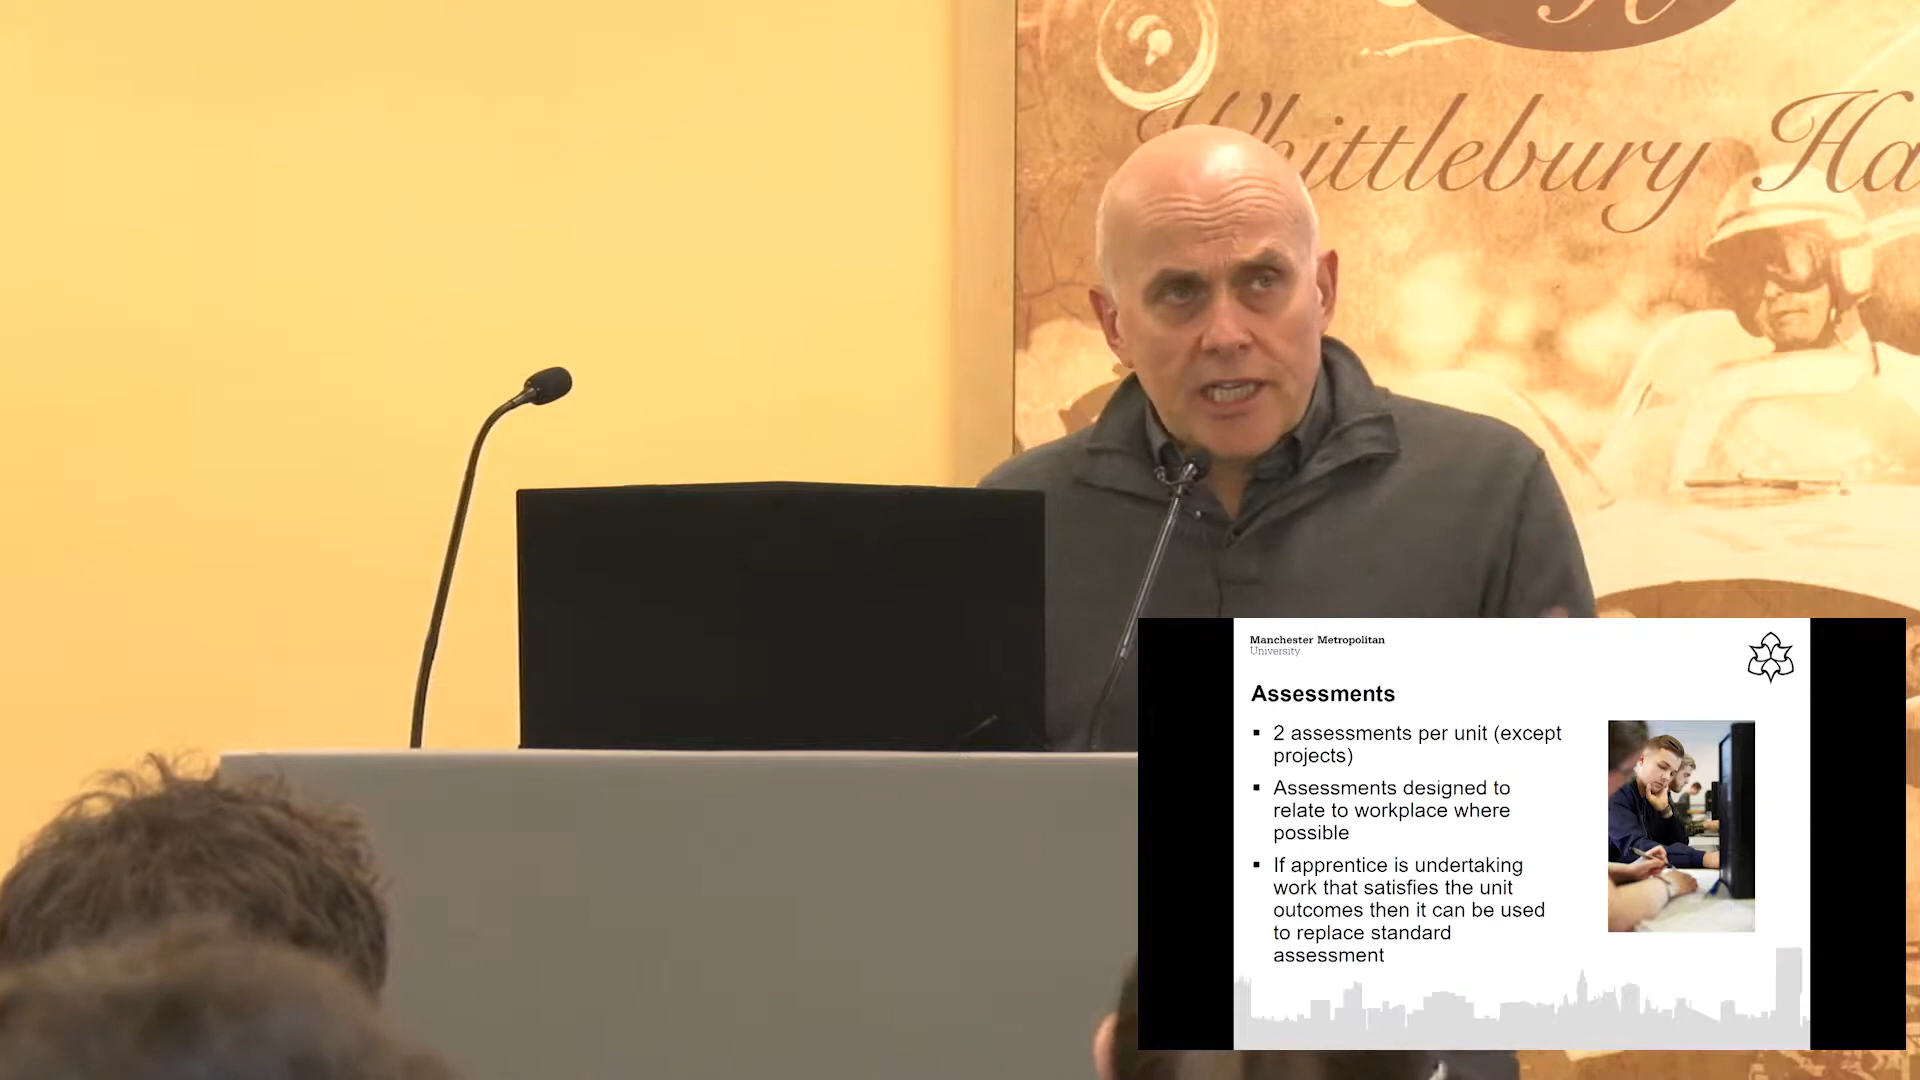 Whittlebury Ha
Manchester Metropolitan
University
Assessments
▪ 2 assessments per unit (except
projects)
▪ Assessments designed to
relate to workplace where
possible
▪ If apprentice is undertaking
work that satisfies the unit
outcomes then it can be used
to replace standard
assessment